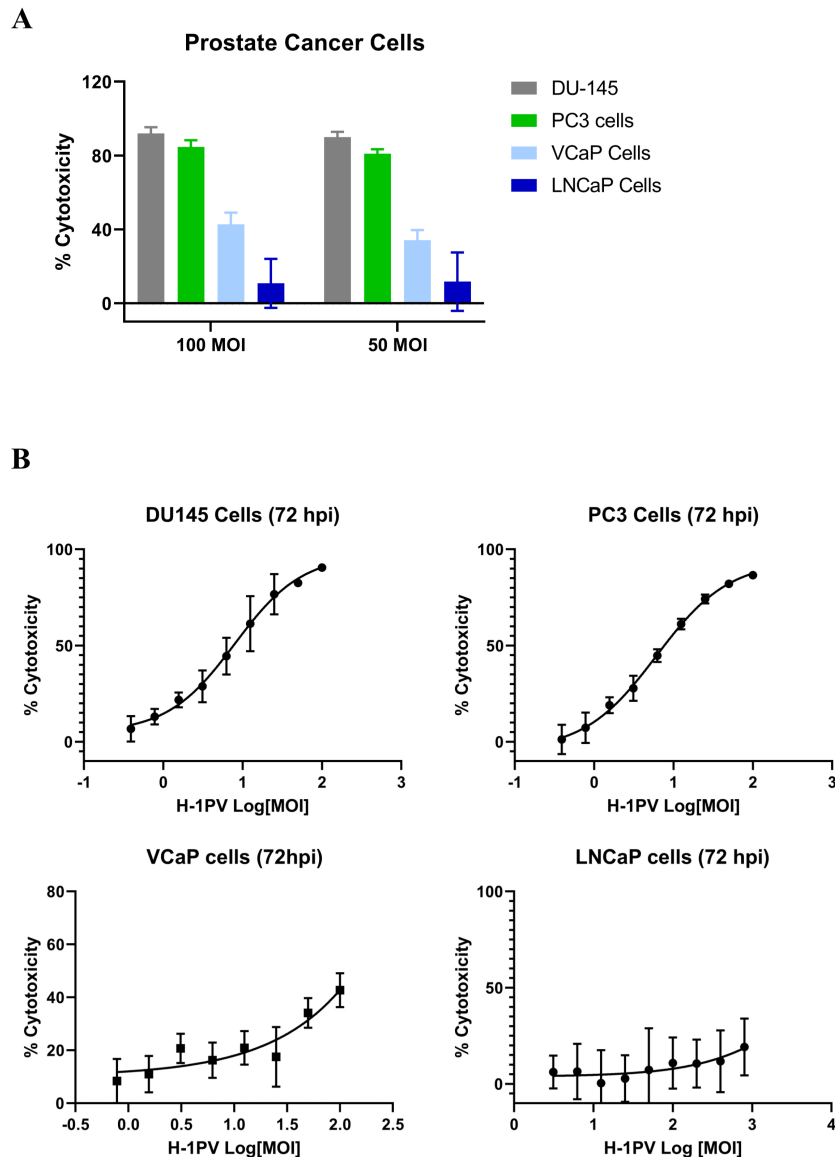 A
Prostate Cancer Cells
120
80
40
0
% Cytotoxicity
100 MOI
50 MOI
DU-145
PC3 cells
VCaP Cells
LNCaP Cells
B
DU145 Cells (72 hpi)
100
50
0
% Cytotoxicity
-1 0 1 2 3
H-1PV Log[MOI]
PC3 Cells (72 hpi)
100
50
0
% Cytotoxicity
-1 0 1 2 3
H-1PV Log[MOI]
VCaP cells (72hpi)
80
60
40
20
0
% Cytotoxicity
-0.5 0.0 0.5 1.0 1.5 2.0 2.5
H-1PV Log[MOI]
LNCaP cells (72 hpi)
100
50
0
% Cytotoxicity
0 1 2 3 4
H-1PV Log [MOI]